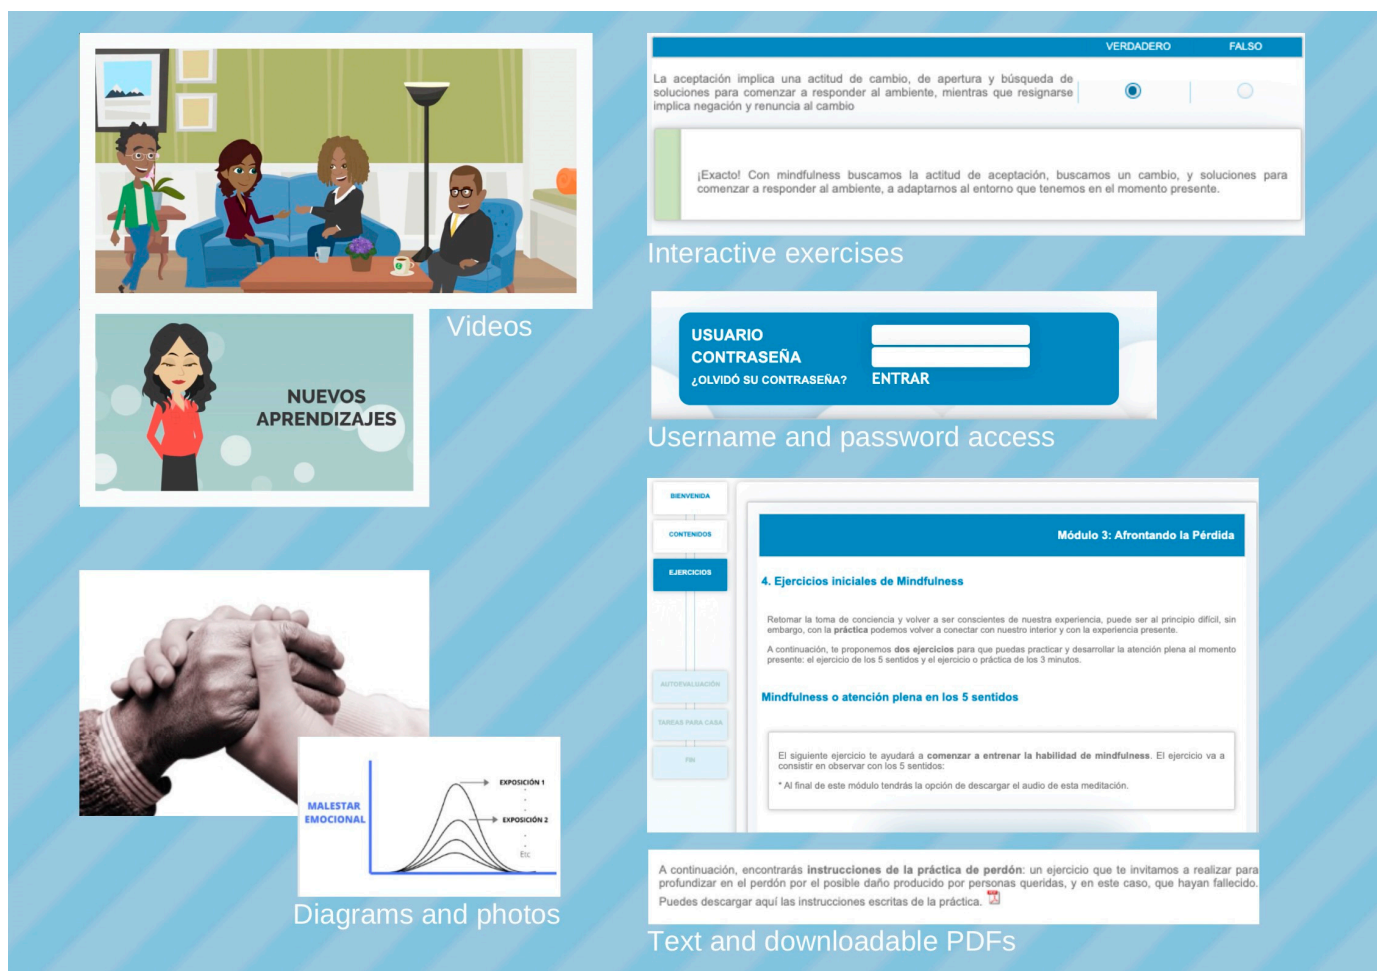 Videos
NUEVOS
APRENDIZAJES
MALESTAR
EMOCIONAL
EXPOSICIÓN 1
EXPOSICIÓN 2
Etc
Diagrams and photos
VERDADERO FALSO
La aceptación implica una actitud de cambio, de apertura y búsqueda de
soluciones para comenzar a responder al ambiente, mientras que resignarse
implica negación y renuncia al cambio
¡Exacto! Con mindfulness buscamos la actitud de aceptación, buscamos un cambio, y soluciones para
comenzar a responder al ambiente, a adaptarnos al entorno que tenemos en el momento presente.
Interactive exercises
USUARIO
CONTRASEÑA
¿OLVIDÓ SU CONTRASEÑA? ENTRAR
Username and password access
BIENVENIDA
CONTENIDOS
EJERCICIOS
AUTOEVALUACIÓN
TAREAS PARA CASA
FIN
Módulo 3: Afrontando la Pérdida
4. Ejercicios iniciales de Mindfulness
Retomar la toma de conciencia y volver a ser conscientes de nuestra experiencia, puede ser al principio difícil, sin
embargo, con la práctica podemos volver a conectar con nuestro interior y con la experiencia presente.
A continuación, te proponemos dos ejercicios para que puedas practicar y desarrollar la atención plena al momento
presente: el ejercicio de los 5 sentidos y el ejercicio o práctica de los 3 minutos.
Mindfulness o atención plena en los 5 sentidos
El siguiente ejercicio te ayudará a comenzar a entrenar la habilidad de mindfulness. El ejercicio va a
consistir en observar con los 5 sentidos:
* Al final de este módulo tendrás la opción de descargar el audio de esta meditación.
A continuación, encontrarás instrucciones de la práctica de perdón: un ejercicio que te invitamos a realizar para
profundizar en el perdón por el posible daño producido por personas queridas, y en este caso, que hayan fallecido.
Puedes descargar aquí las instrucciones escritas de la práctica.
Text and downloadable PDFs